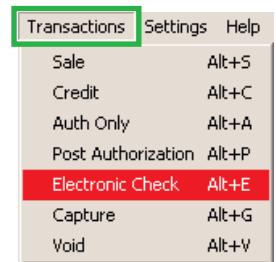 Transactions Settings Help
Sale Alt+S
Credit Alt+C
Auth Only Alt+A
Post Authorization Alt+P
Electronic Check Alt+E
Capture Alt+G
Void Alt+V